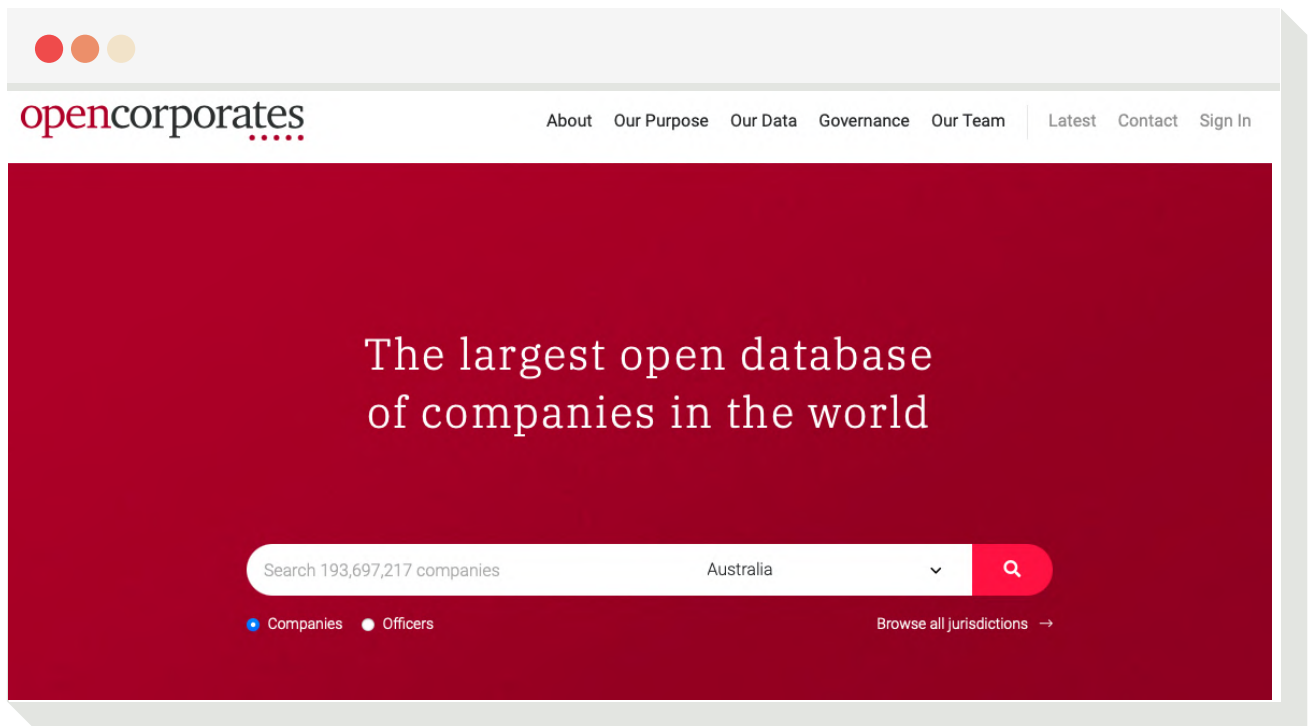 opencorporates
About Our Purpose Our Data Governance Our Team Latest Contact Sign In
The largest open database
of companies in the world
Search 193,697,217 companies Australia
Companies Officers Browse all jurisdictions →